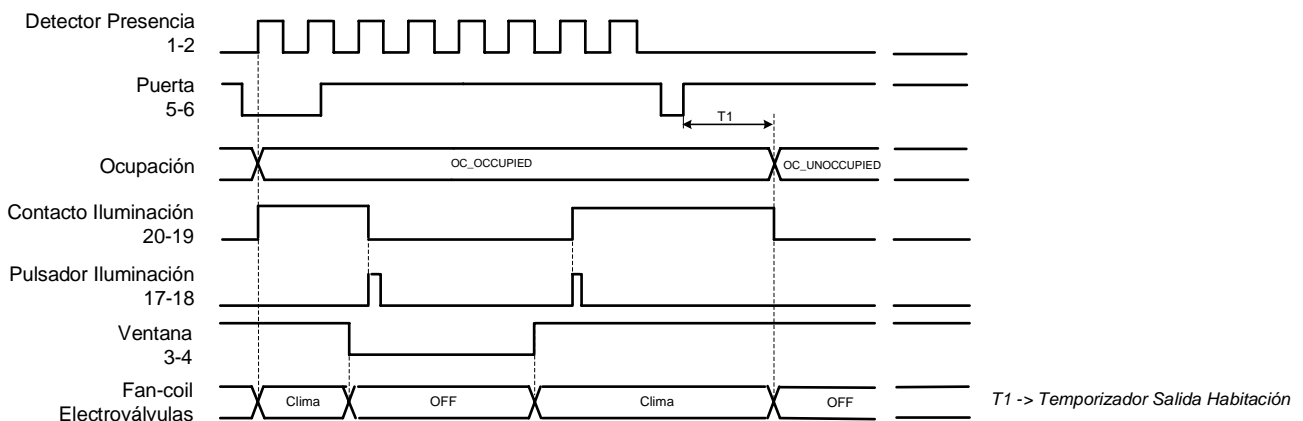 Detector Presencia
1-2
Puerta
5-6
T1
Ocupación
OC_OCCUPIED
OC_UNOCCUPIED
Contacto Iluminación
20-19
Pulsador Iluminación
17-18
Ventana
3-4
Fan-coil
Electroválvulas
Clima
OFF
Clima
OFF
T1 -> Temporizador Salida Habitación